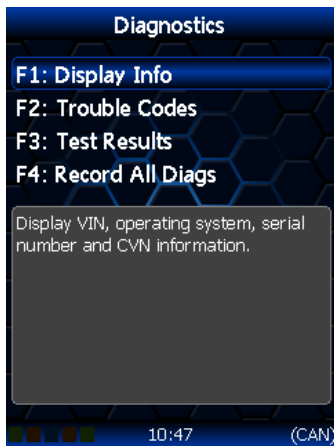 Diagnostics
F1: Display Info
F2: Trouble Codes
F3: Test Results
F4: Record All Diags
Display VIN, operating system, serial
number and CVN information.
10:47 (CAN)